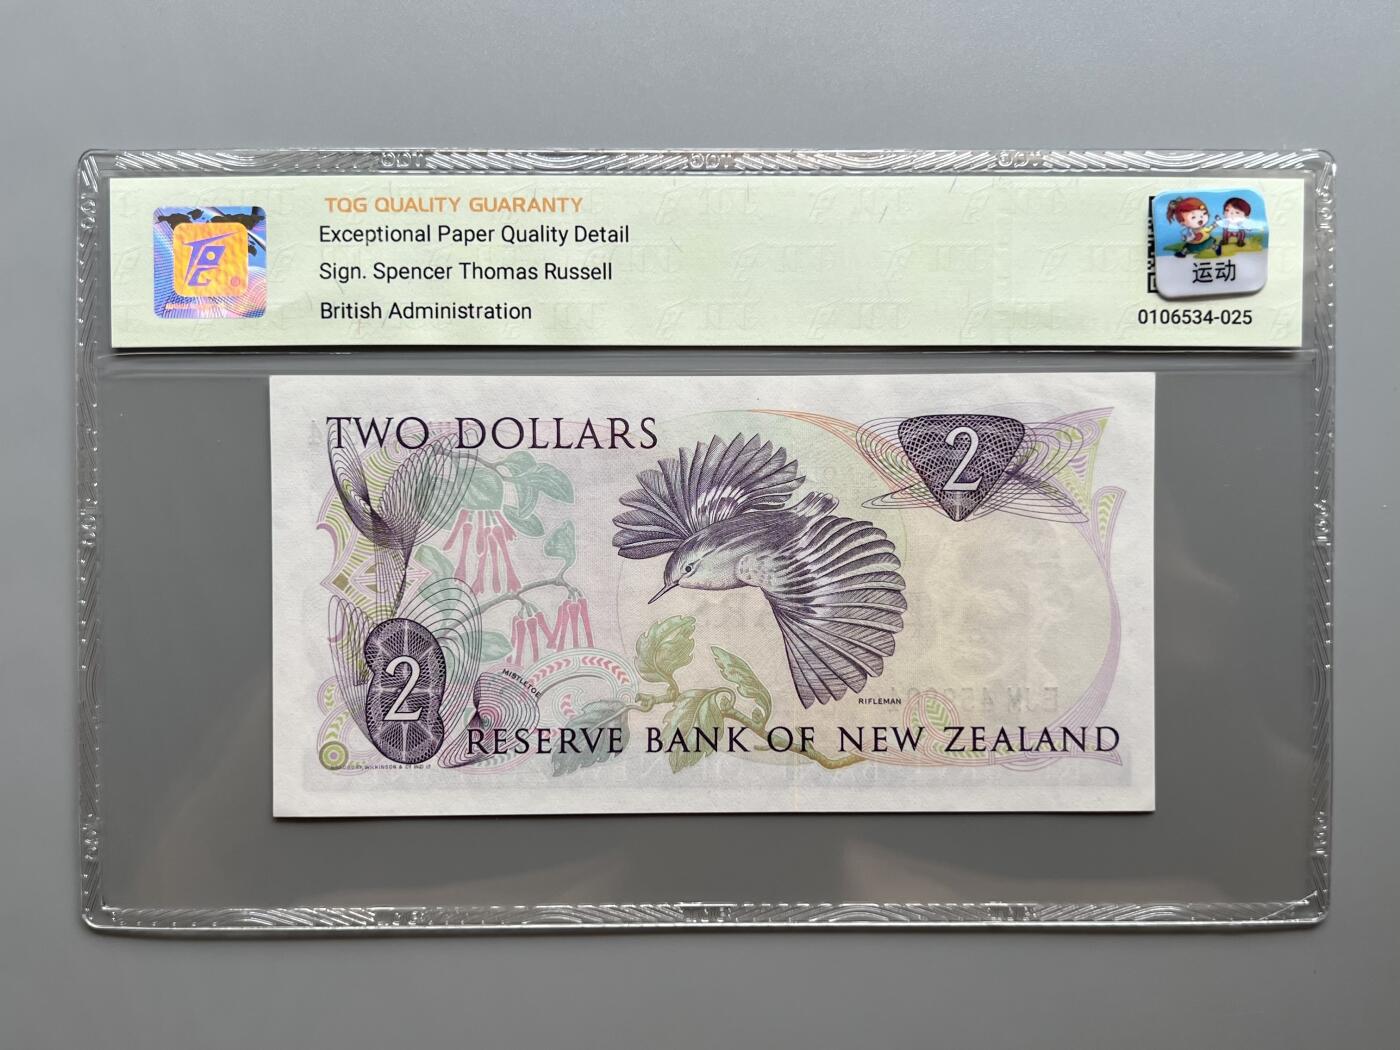 TQG QUALITY GUARANTY
Exceptional Paper Quality Detail
Sign. Spencer Thomas Russell
British Administration
运动
0106534-025
TWO DOLLARS
2
2
MISTLETOE
RIFLEMAN
RESERVE BANK OF NEW ZEALAND